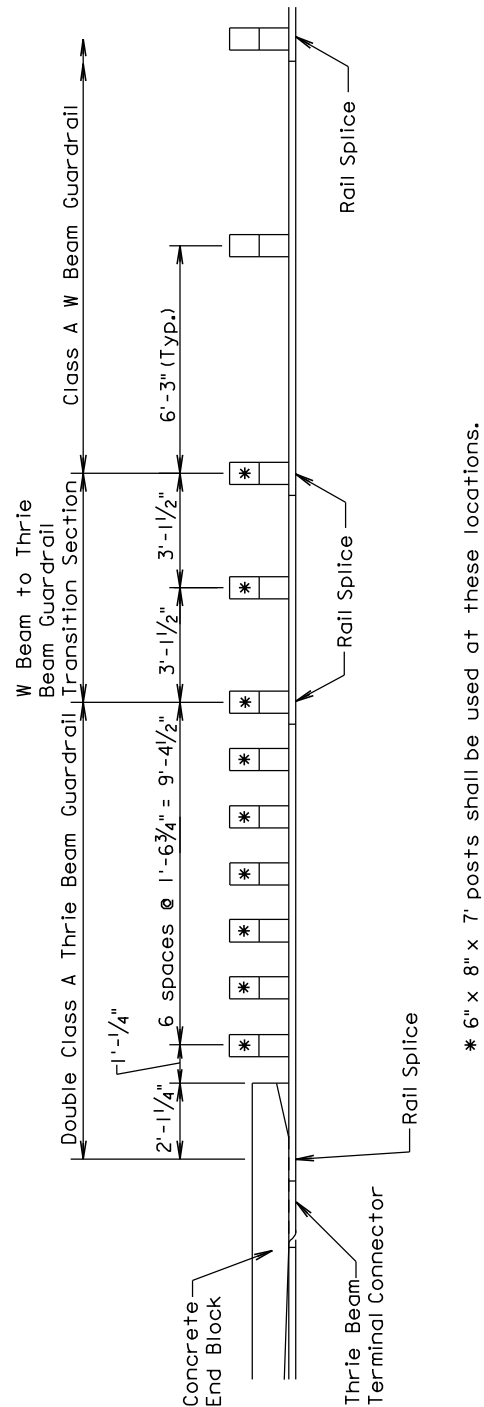 W Beam to Thrie
Beam Guardrail
Double Class A Thrie Beam Guardrail
Transition Section
Class A W Beam Guardrail
2'-1¼"
1'-¼"
6 spaces @ 1'-6¾" = 9'-4½"
3'-1½"
3'-1½"
6'-3" (Typ.)
* * * * * * * * *
Concrete
End Block
Thrie Beam
Terminal Connector
Rail Splice
Rail Splice
Rail Splice
* 6" x 8" x 7' posts shall be used at these locations.